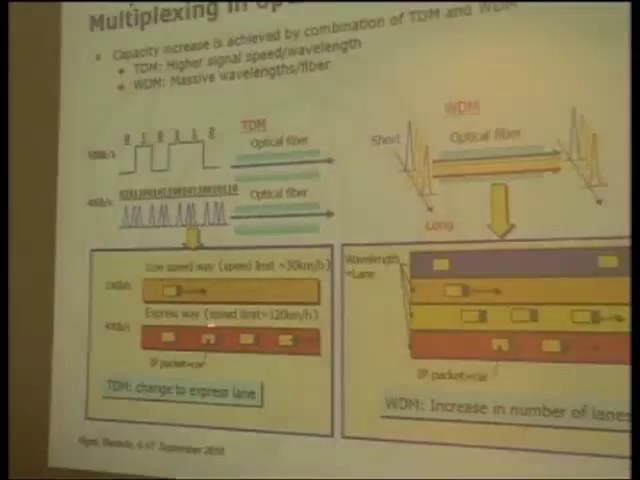 Multiplexing in
Capacity increase is achieved by combination of TDM and WDM
TDM: Higher signal speed/wavelength
WDM: Massive wavelengths/fiber
TDM
WDM
Optical fiber
Short
Optical fiber
Optical fiber
Long
Low speed way (speed limit
Express way (speed limit~120km/h)
IP packet=car
TDM: change to express lane
Wavelength
=Lane
IP packet=car
WDM: Increase in number of lanes
September